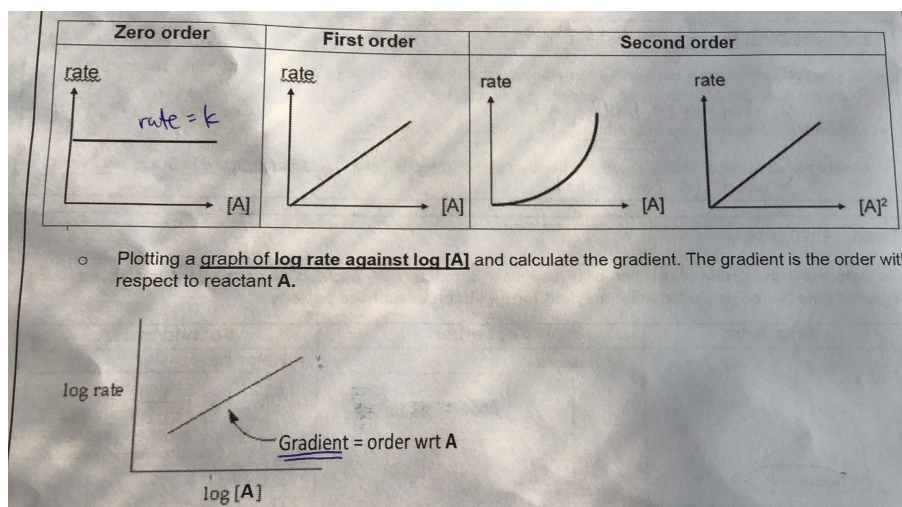 Zero order
First order
Second order
rate
rate
rate
rate
rate = k
[A]
[A]
[A]
[A]²
o Plotting a graph of log rate against log [A] and calculate the gradient. The gradient is the order wit
respect to reactant A.
log rate
Gradient = order wrt A
log [A]